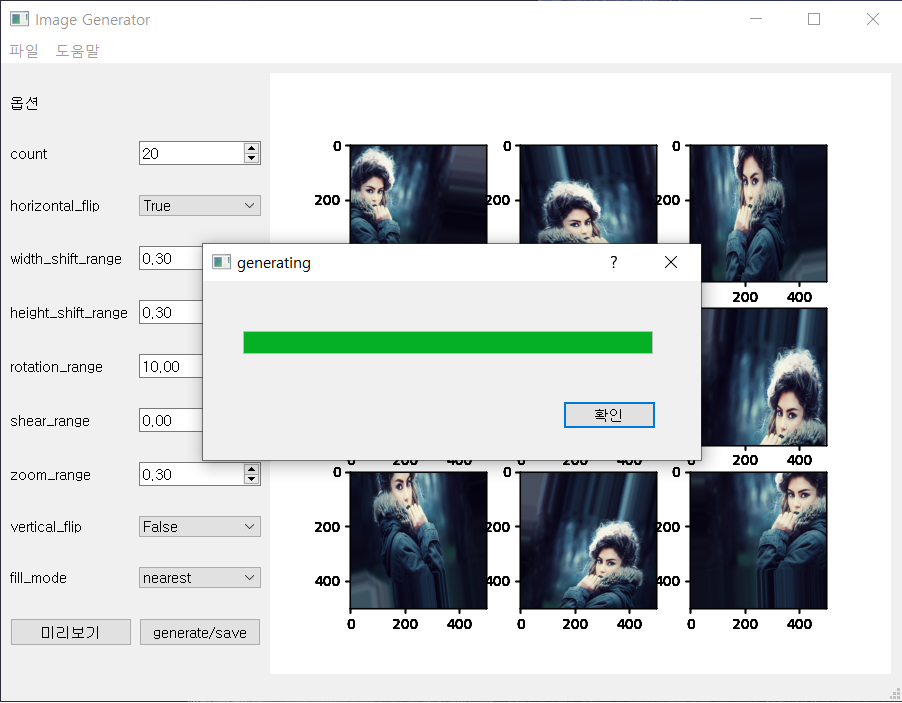 Image Generator
파일 도움말
옵션
count 20
horizontal_flip True
width_shift_range 0,30
height_shift_range 0,30
rotation_range 10,00
shear_range 0,00
zoom_range 0,30
vertical_flip False
fill_mode nearest
미리보기 generate/save
generating ?
확인
0 0 0
200 200 200
200 400
200 400 200 400 200 400
0 0 0
200 200 200
400 400 400
0 200 400 0 200 400 0 200 400